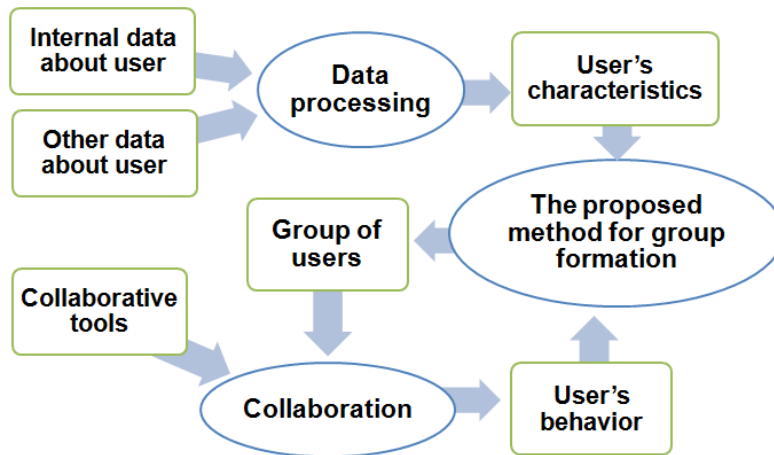 Internal data
about user
Data
processing
User’s
characteristics
Other data
about user
The proposed
method for group
formation
Group of
users
Collaborative
tools
Collaboration
User’s
behavior